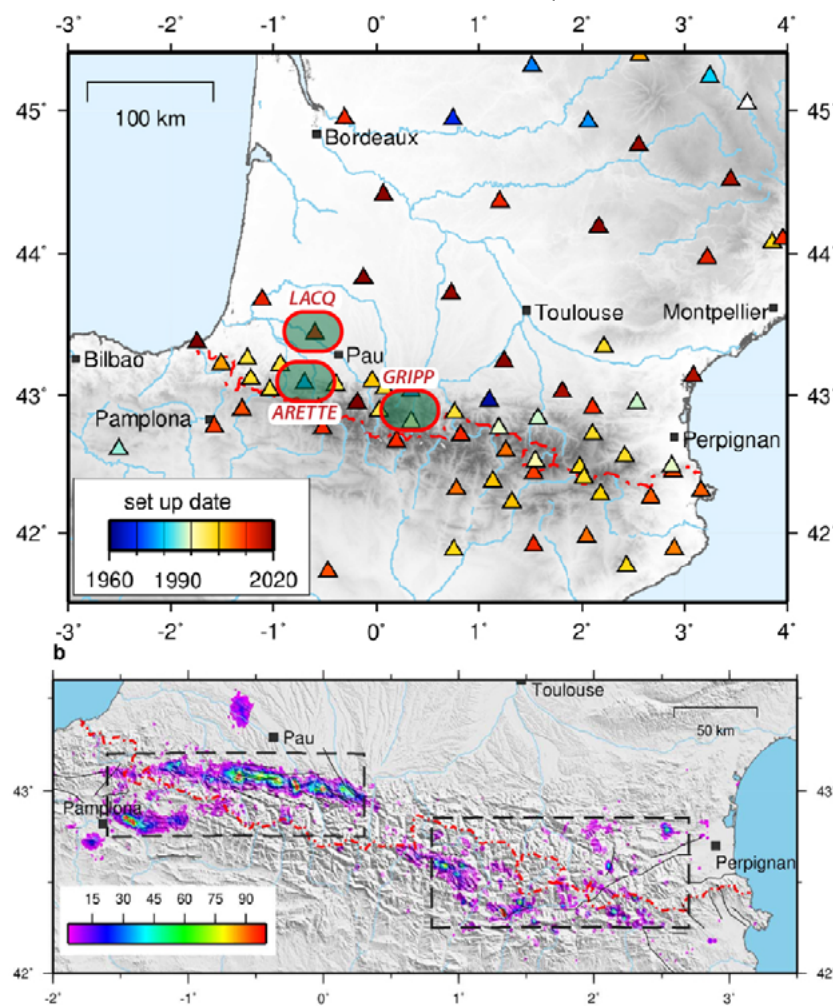 -3° -2° -1° 0° 1° 2° 3° 4°
45° 45°
100 km
Bordeaux
44° 44°
LACQ
Toulouse Montpellier
Bilbao Pau
GRIPP
43° 43°
ARETTE
Pamplona Perpignan
set up date
42° 42°
1960 1990 2020
-3° -2° -1° 0° 1° 2° 3° 4°
b
Toulouse
50 km
Pau
43° 43°
Pamplona
Perpignan
15 30 45 60 75 90
42° 42°
-2° -1° 0° 1° 2° 3°